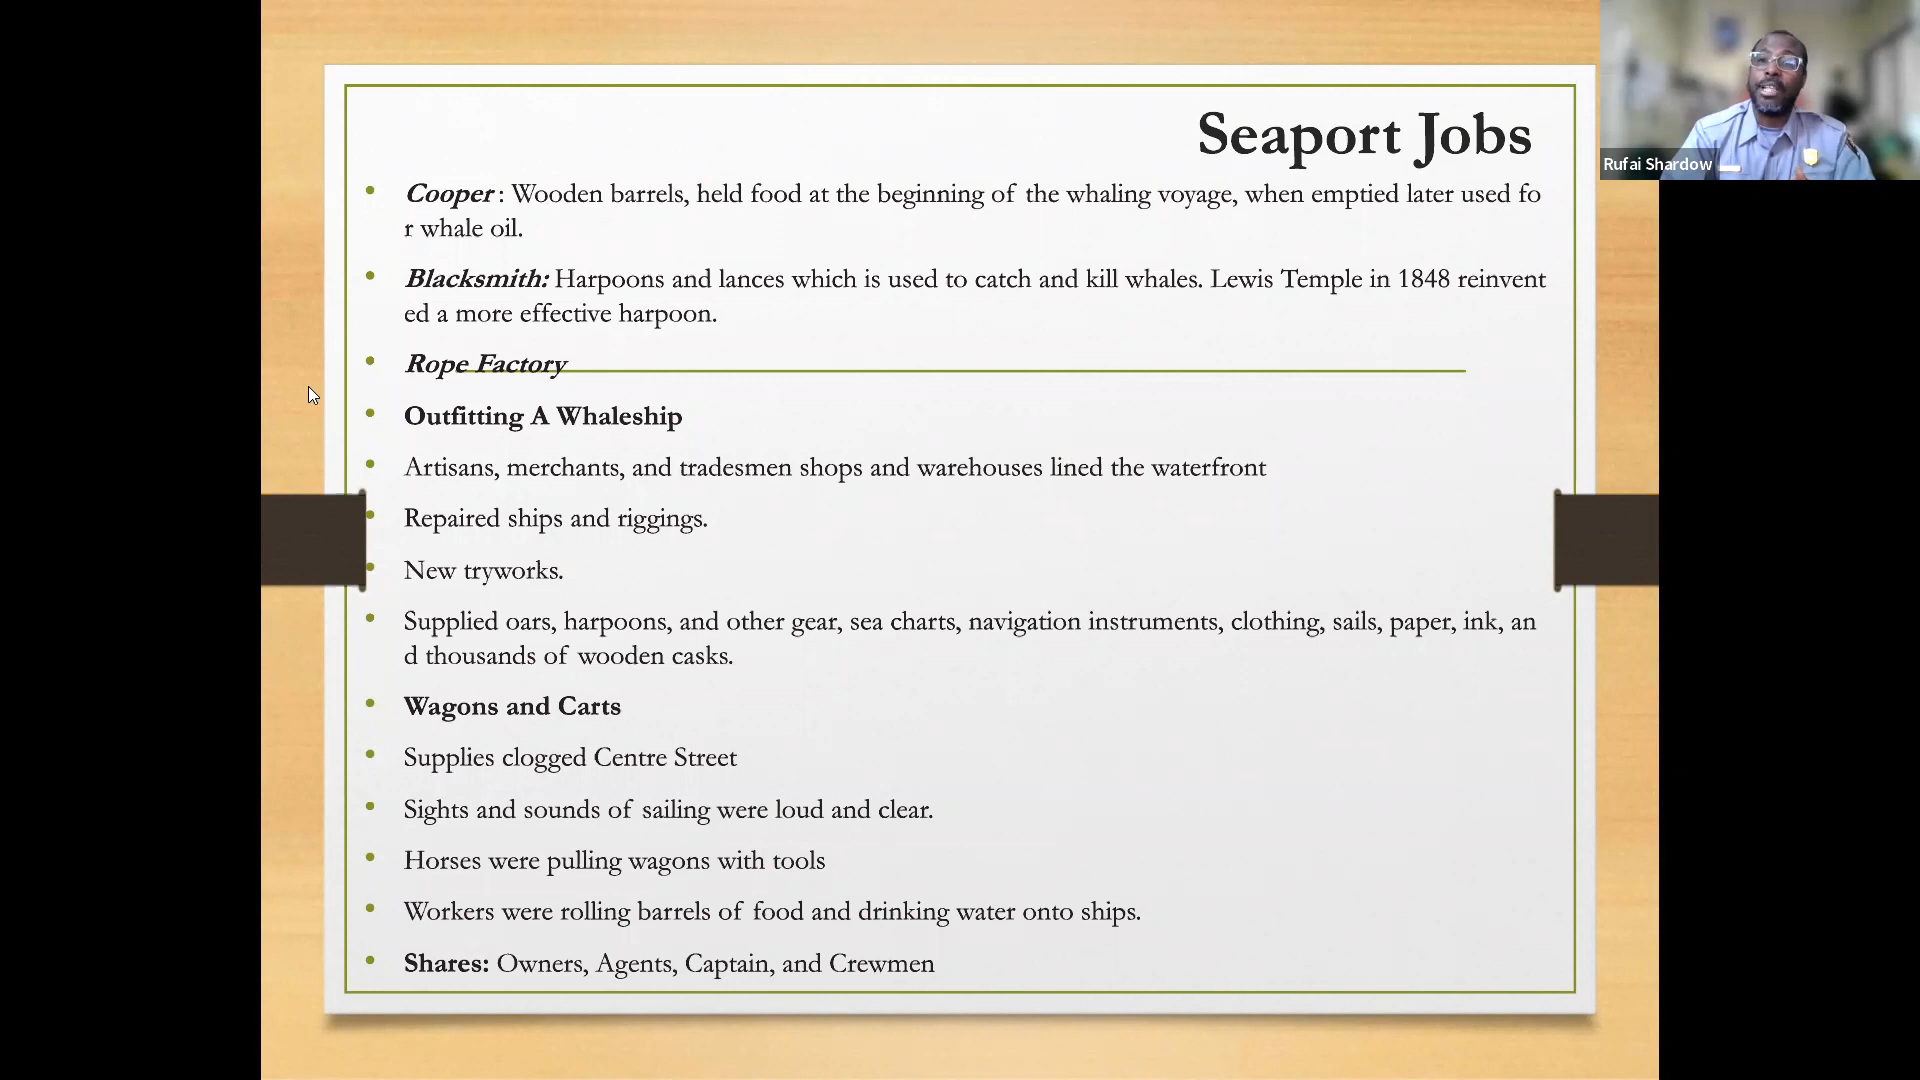 Seaport Jobs
Rufai Shardow
Cooper : Wooden barrels, held food at the beginning of the whaling voyage, when emptied later used fo
r whale oil.
Blacksmith: Harpoons and lances which is used to catch and kill whales. Lewis Temple in 1848 reinvent
ed a more effective harpoon.
Rope Factory
Outfitting A Whaleship
Artisans, merchants, and tradesmen shops and warehouses lined the waterfront
Repaired ships and riggings.
New tryworks.
Supplied oars, harpoons, and other gear, sea charts, navigation instruments, clothing, sails, paper, ink, an
d thousands of wooden casks.
Wagons and Carts
Supplies clogged Centre Street
Sights and sounds of sailing were loud and clear.
Horses were pulling wagons with tools
Workers were rolling barrels of food and drinking water onto ships.
Shares: Owners, Agents, Captain, and Crewmen